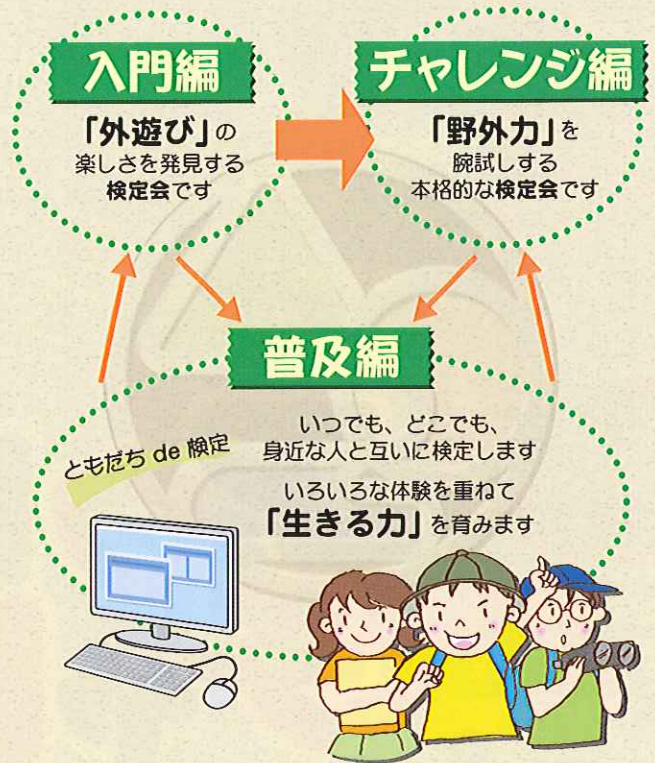 入門編
「外遊び」の
楽しさを発見する
検定会です
チャレンジ編
「野外力」を
腕試しする
本格的な検定会です
普及編
ともだち de 検定
いつでも、どこでも、
身近な人と互いに検定します
いろいろな体験を重ねて
「生きる力」を育みます